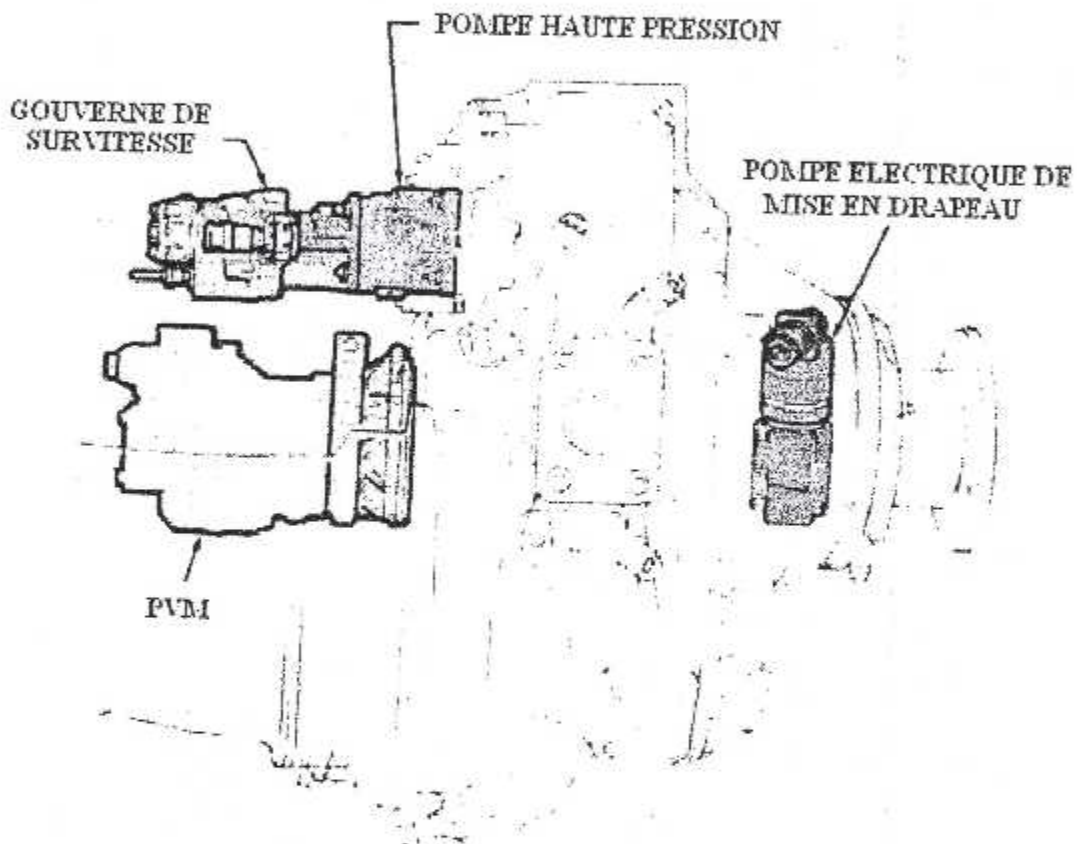 POMPE HAUTE PRESSION
GOUVERNE DE
SURVITESSE
POMPE ELECTRIQUE DE
MISE EN DRAPEAU
PVM